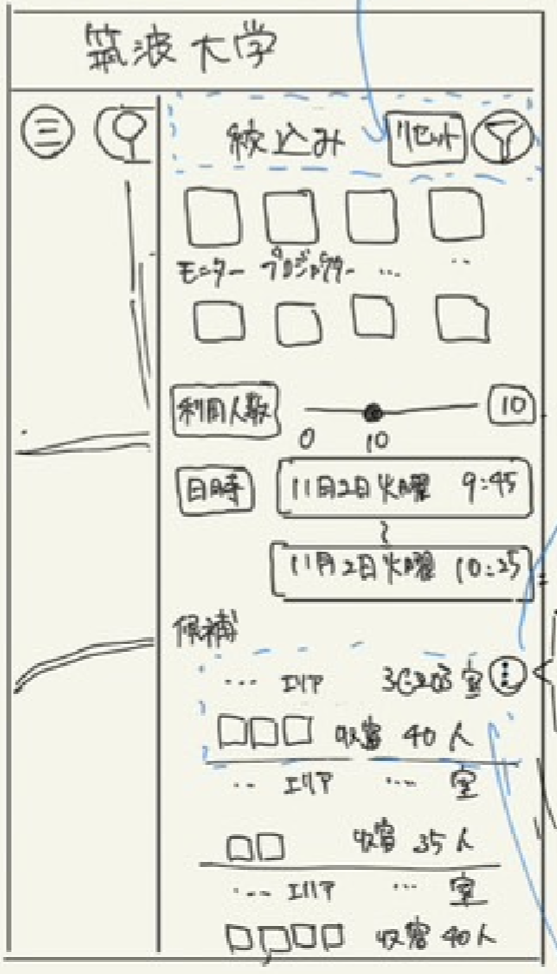 筑波大学
絞込み リセット
モニター プロジェクター … ..
利用人数 0 10 10
日時 11月2日火曜 9:45
~
11月2日火曜 10:25
候補
… エリア 3C203室
収容 40人
.. エリア … 室
収容 35人
… エリア … 室
収容 40人